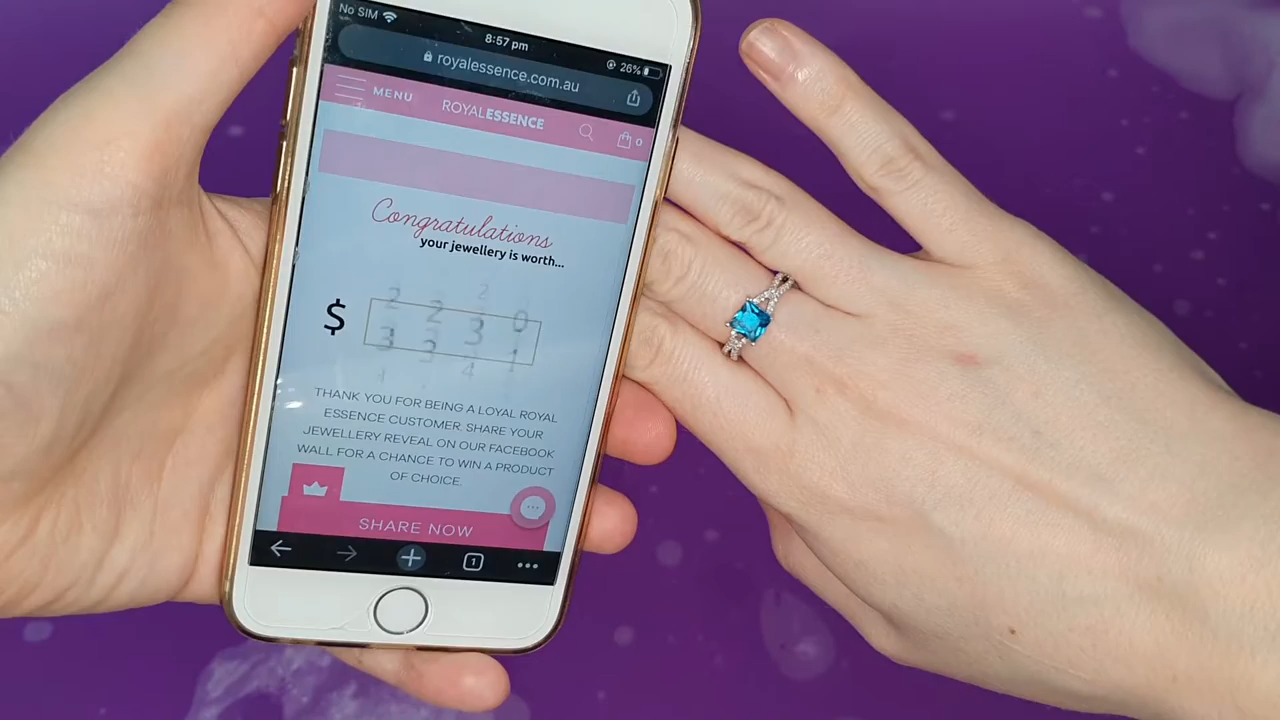 No SIM
8:57 pm
26%
royalessence.com.au
MENU
ROYALESSENCE
0
Congratulations
your jewellery is worth...
$
THANK YOU FOR BEING A LOYAL ROYAL
ESSENCE CUSTOMER. SHARE YOUR
JEWELLERY REVEAL ON OUR FACEBOOK
WALL FOR A CHANCE TO WIN A PRODUCT
OF CHOICE.
SHARE NOW
1